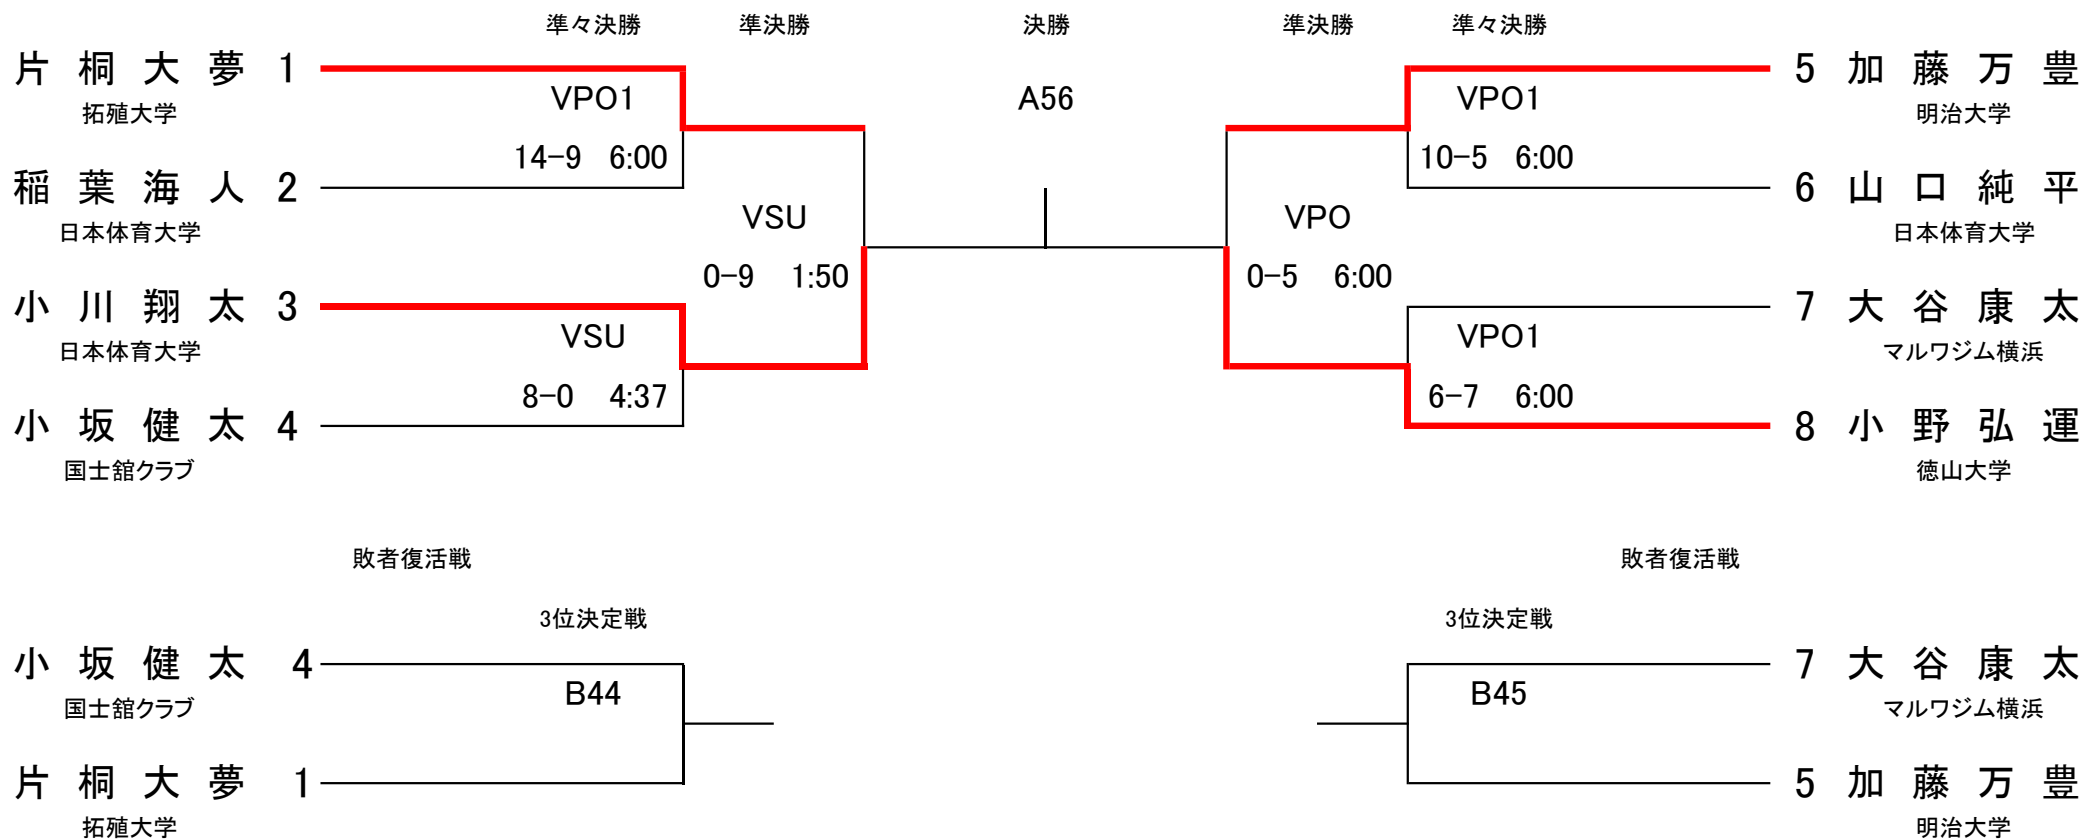 準々決勝 準決勝 決勝 準決勝 準々決勝
片桐大夢 1 5 加藤万豊
VPO1 A56 VPO1
拓殖大学 明治大学
14-9 6:00 10-5 6:00
稲葉海人 2 6 山口純平
VSU VPO
日本体育大学 日本体育大学
0-9 1:50 0-5 6:00
小川翔太 3 7 大谷康太
VSU VPO1
日本体育大学 マルワジム横浜
8-0 4:37 6-7 6:00
小坂健太 4 8 小野弘運
国士舘クラブ 徳山大学
敗者復活戦 敗者復活戦
3位決定戦 3位決定戦
小坂健太 4 7 大谷康太
B44 B45
国士舘クラブ マルワジム横浜
片桐大夢 1 5 加藤万豊
拓殖大学 明治大学